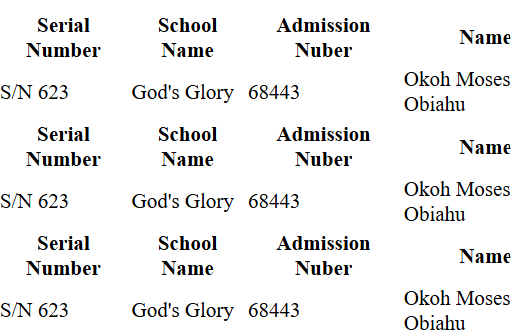 Serial School Admission Name
Number Name Nuber
S/N 623 God's Glory 68443 Okoh Moses
Obiahu
Serial School Admission Name
Number Name Nuber
S/N 623 God's Glory 68443 Okoh Moses
Obiahu
Serial School Admission Name
Number Name Nuber
S/N 623 God's Glory 68443 Okoh Moses
Obiahu